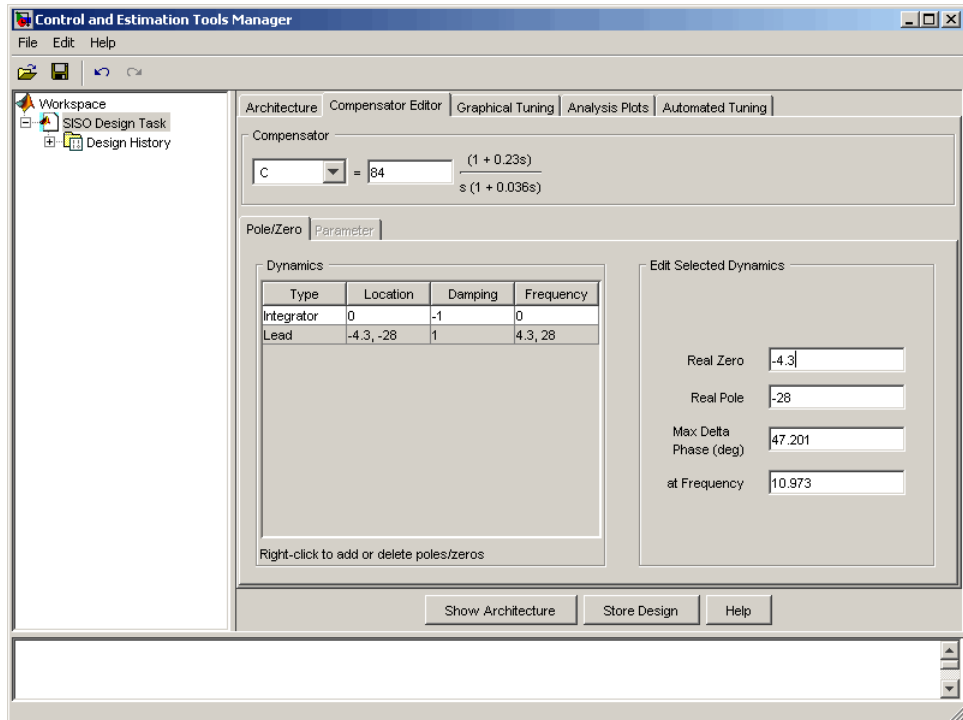 Control and Estimation Tools Manager
File Edit Help
Workspace
SISO Design Task
Design History
Architecture Compensator Editor Graphical Tuning Analysis Plots Automated Tuning
Compensator
C = 84 (1 + 0.23s)
s (1 + 0.036s)
Pole/Zero Parameter
Dynamics
Type Location Damping Frequency
Integrator 0 -1 0
Lead -4.3, -28 1 4.3, 28
Right-click to add or delete poles/zeros
Edit Selected Dynamics
Real Zero -4.3
Real Pole -28
Max Delta
Phase (deg) 47.201
at Frequency 10.973
Show Architecture Store Design Help